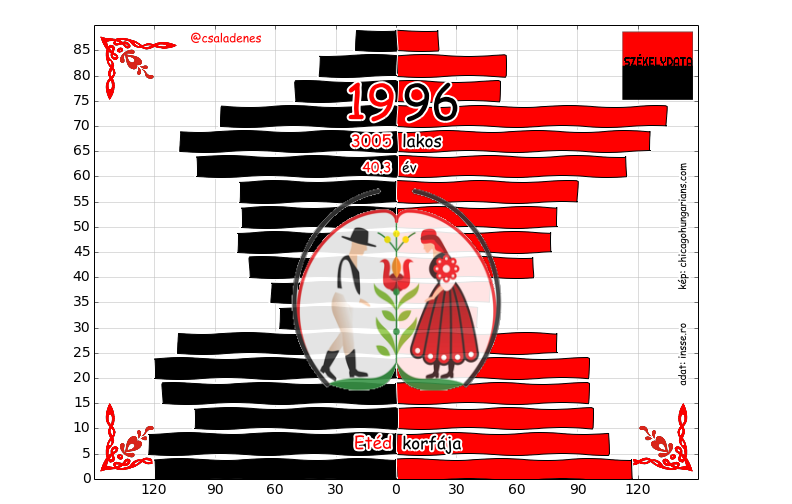 @csaladenes
SZÉKELYDATA
1996
3005 lakos
40.3 év
kép: chicagohungarians.com
adat: insse.ro
Etéd korfája
85
80
75
70
65
60
55
50
45
40
35
30
25
20
15
10
5
0
120 90 60 30 0 30 60 90 120